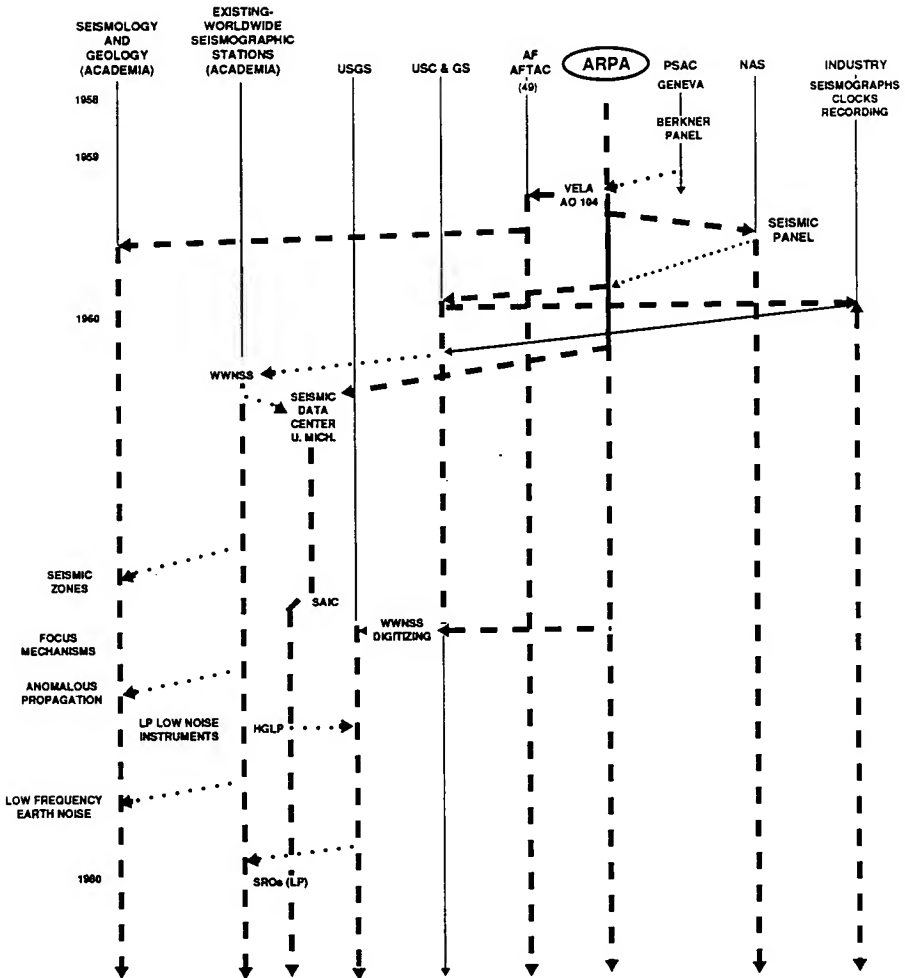 SEISMOLOGY
AND
GEOLOGY
(ACADEMIA)
EXISTING-
WORLDWIDE
SEISMOGRAPHIC
STATIONS
(ACADEMIA)
USGS
USC & GS
AF
AFTAC
(49)
ARPA
PSAC
GENEVA
BERKNER
PANEL
NAS
INDUSTRY
SEISMOGRAPHS
CLOCKS
RECORDING
1958
1959
VELA
AO 104
SEISMIC
PANEL
1960
WWNSS
SEISMIC
DATA
CENTER
U. MICH.
SEISMIC
ZONES
SAIC
WWNSS
DIGITIZING
FOCUS
MECHANISMS
ANOMALOUS
PROPAGATION
LP LOW NOISE
INSTRUMENTS
HGLP
LOW FREQUENCY
EARTH NOISE
SROs (LP)
1980